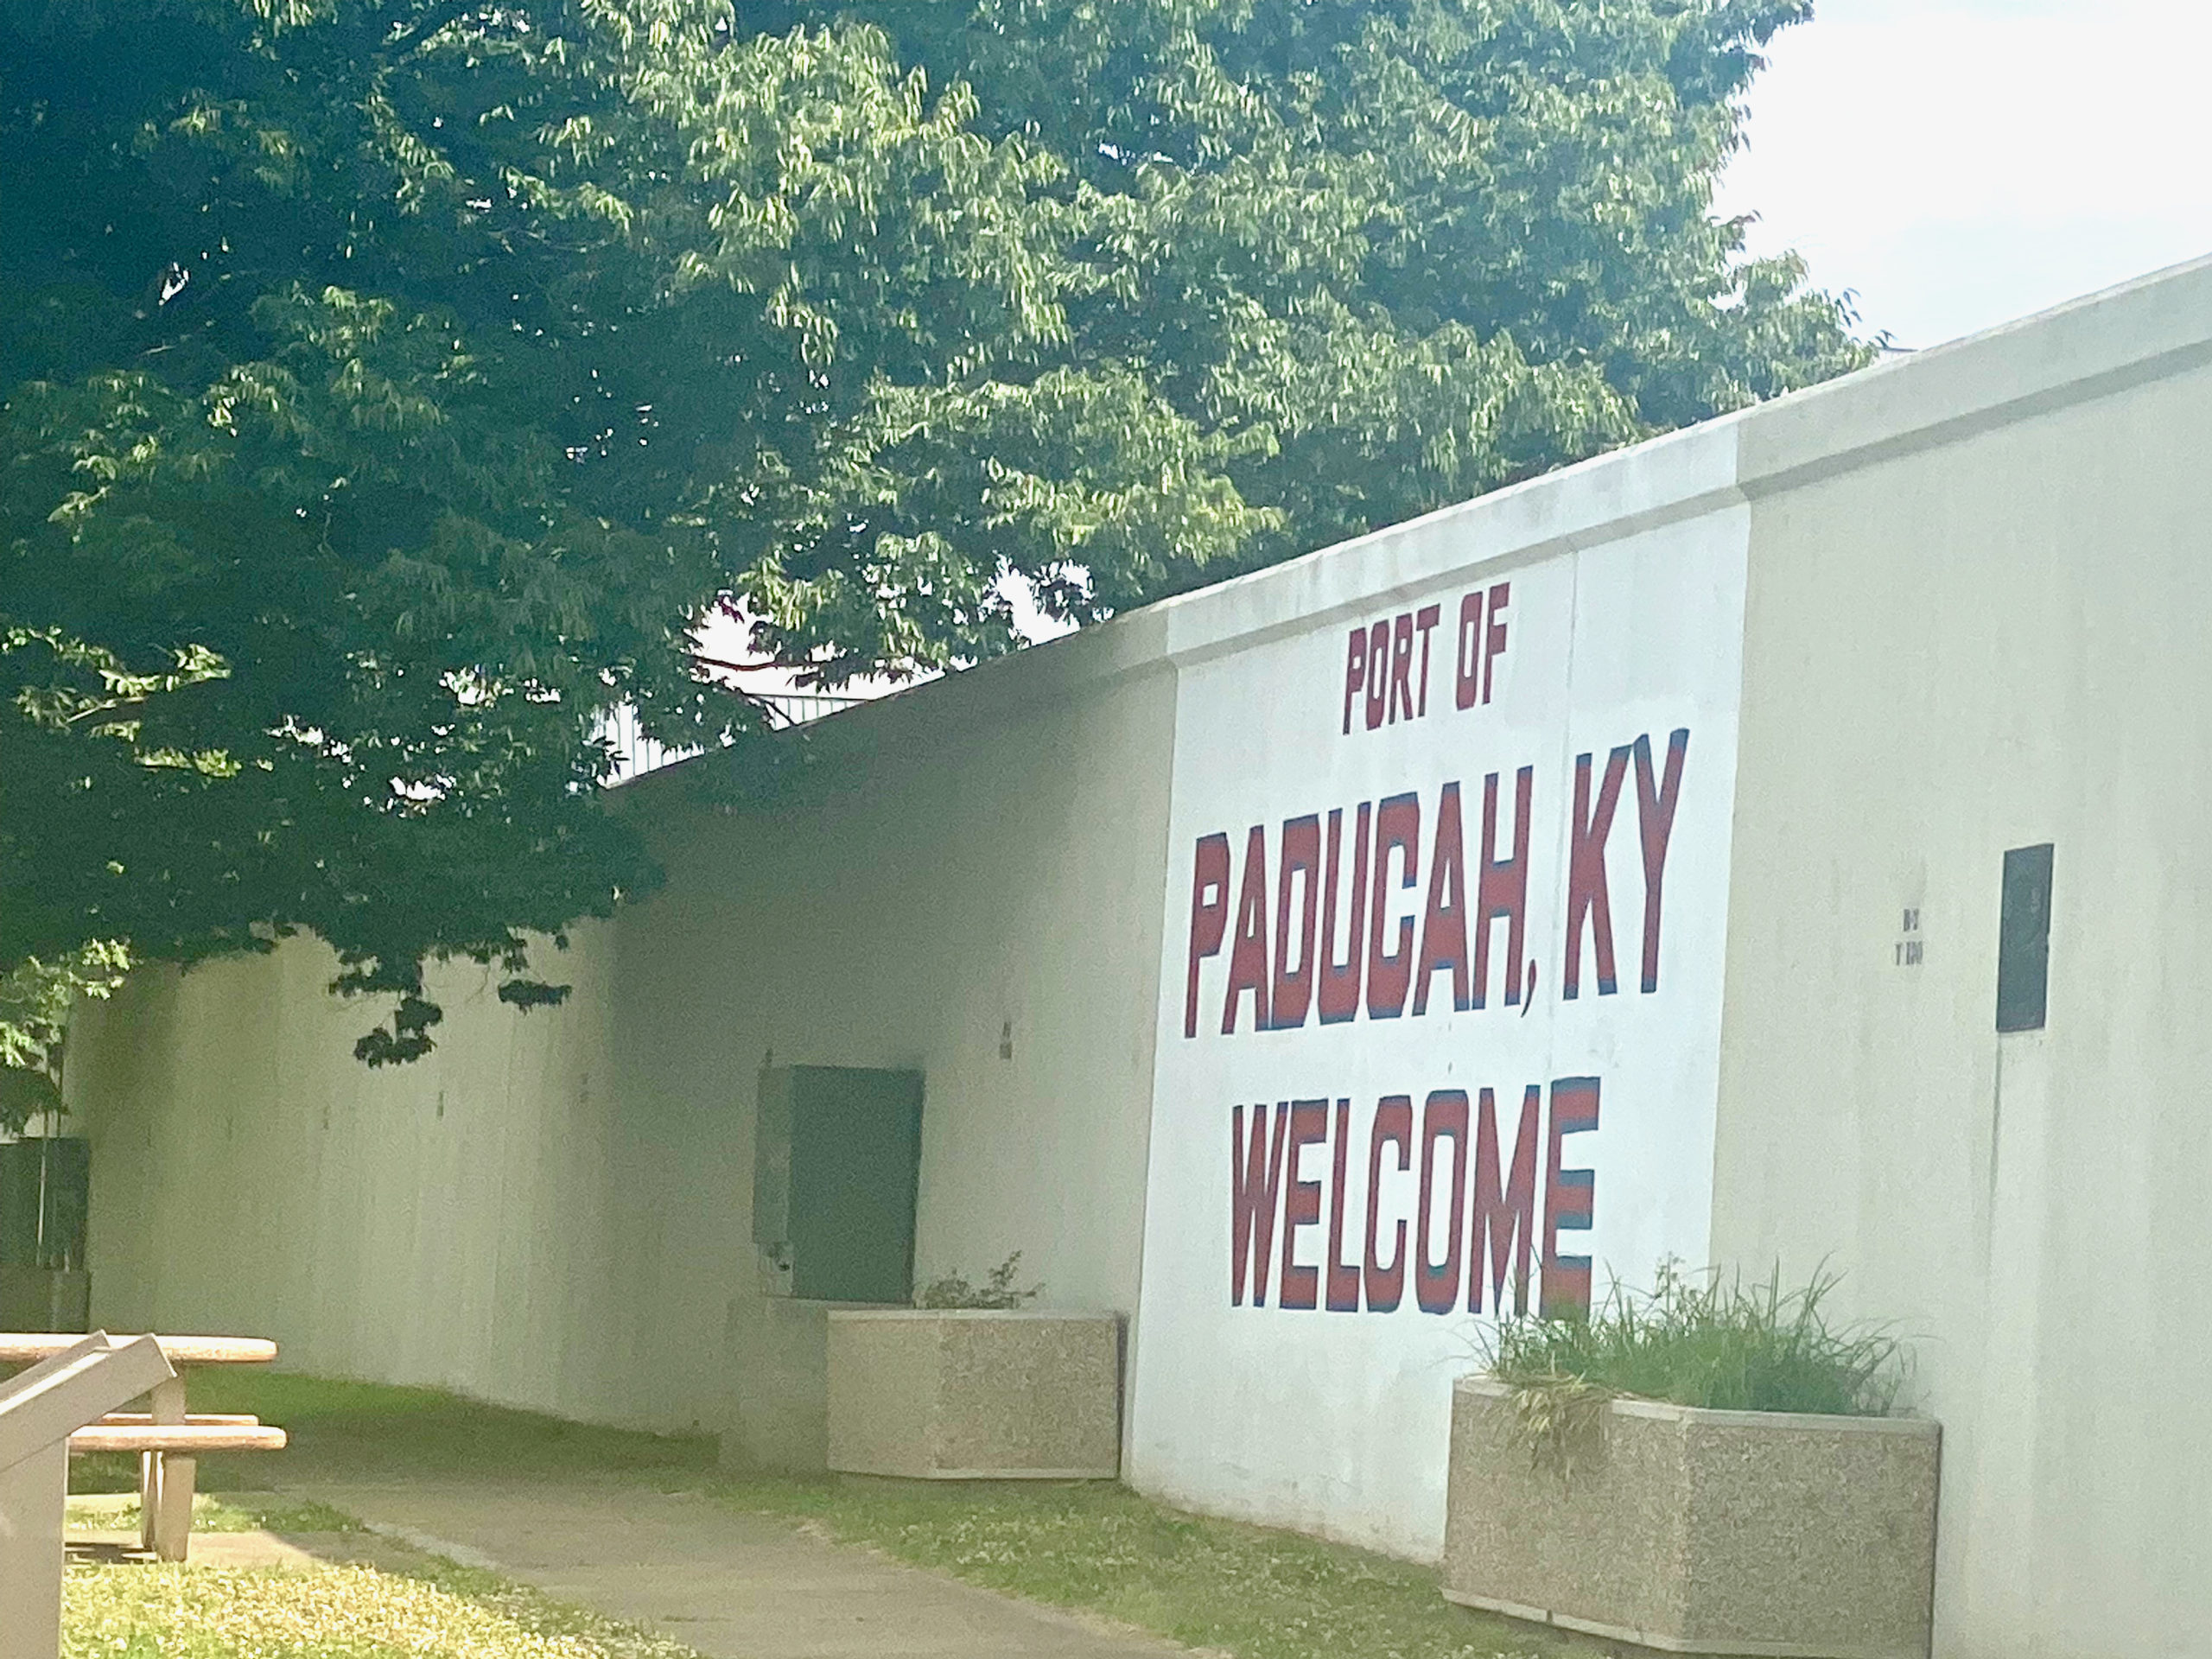 PORT OF
PADUCAH, KY
WELCOME